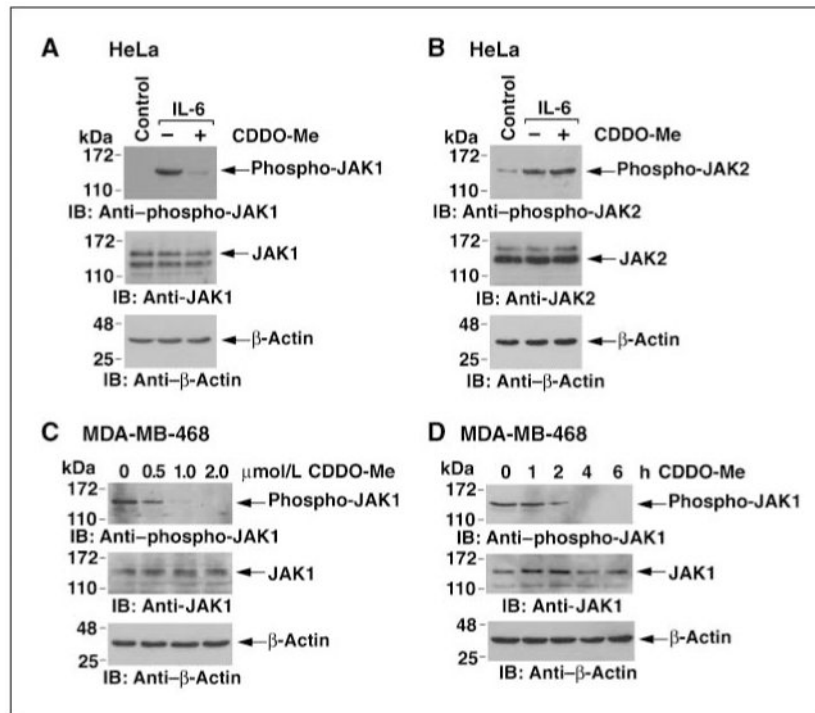 A HeLa
Control
IL-6
kDa − + CDDO-Me
172
Phospho-JAK1
110
IB: Anti–phospho-JAK1
172
JAK1
110
IB: Anti-JAK1
48
β-Actin
25
IB: Anti–β-Actin
B HeLa
Control
IL-6
kDa − + CDDO-Me
172
Phospho-JAK2
110
IB: Anti–phospho-JAK2
172
JAK2
110
IB: Anti-JAK2
48
β-Actin
25
IB: Anti–β-Actin
C MDA-MB-468
kDa 0 0.5 1.0 2.0 μmol/L CDDO-Me
172
Phospho-JAK1
110
IB: Anti–phospho-JAK1
172
JAK1
110
IB: Anti-JAK1
48
β-Actin
25
IB: Anti–β-Actin
D MDA-MB-468
kDa 0 1 2 4 6 h CDDO-Me
172
Phospho-JAK1
110
IB: Anti–phospho-JAK1
172
JAK1
110
IB: Anti-JAK1
48
β-Actin
25
IB: Anti–β-Actin